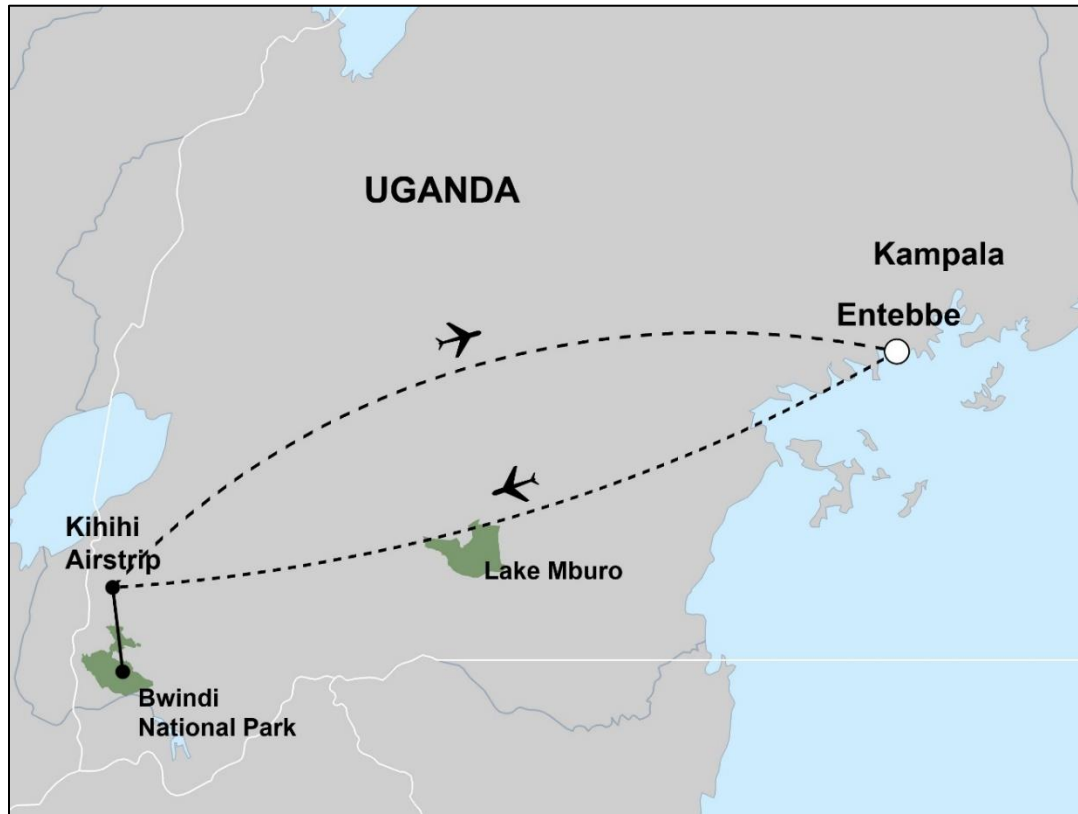 UGANDA
Kampala
Entebbe
Kihihi
Airstrip
Lake Mburo
Bwindi
National Park